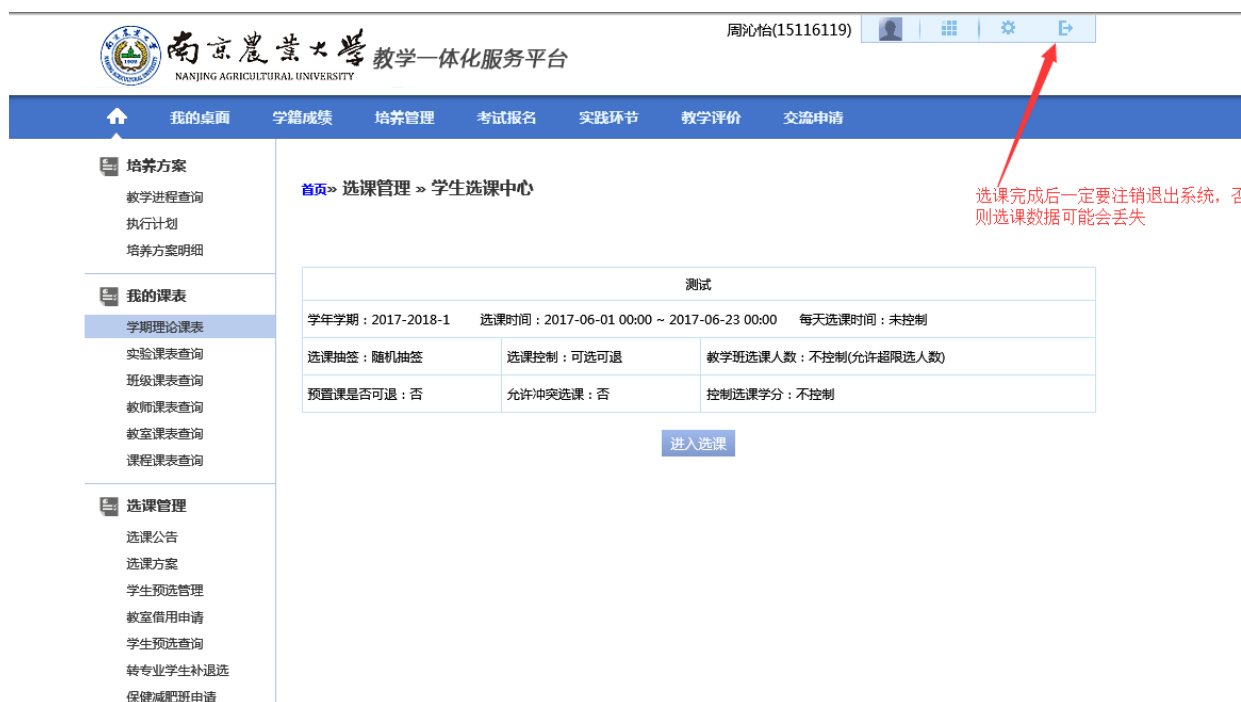 南京農業大學
NANJING AGRICULTURAL UNIVERSITY
教学一体化服务平台
周沁怡(15116119)
我的桌面 学籍成绩 培养管理 考试报名 实践环节 教学评价 交流申请
培养方案
教学进程查询
执行计划
培养方案明细
我的课表
学期理论课表
实验课表查询
班级课表查询
教师课表查询
教室课表查询
课程课表查询
选课管理
选课公告
选课方案
学生预选管理
教室借用申请
学生预选查询
转专业学生补退选
保健减肥班申请
首页» 选课管理 » 学生选课中心
选课完成后一定要注销退出系统，否
则选课数据可能会丢失
测试
学年学期：2017-2018-1 选课时间：2017-06-01 00:00 ~ 2017-06-23 00:00 每天选课时间：未控制
选课抽签：随机抽签 选课控制：可选可退 教学班选课人数：不控制(允许超限选人数)
预置课是否可退：否 允许冲突选课：否 控制选课学分：不控制
进入选课